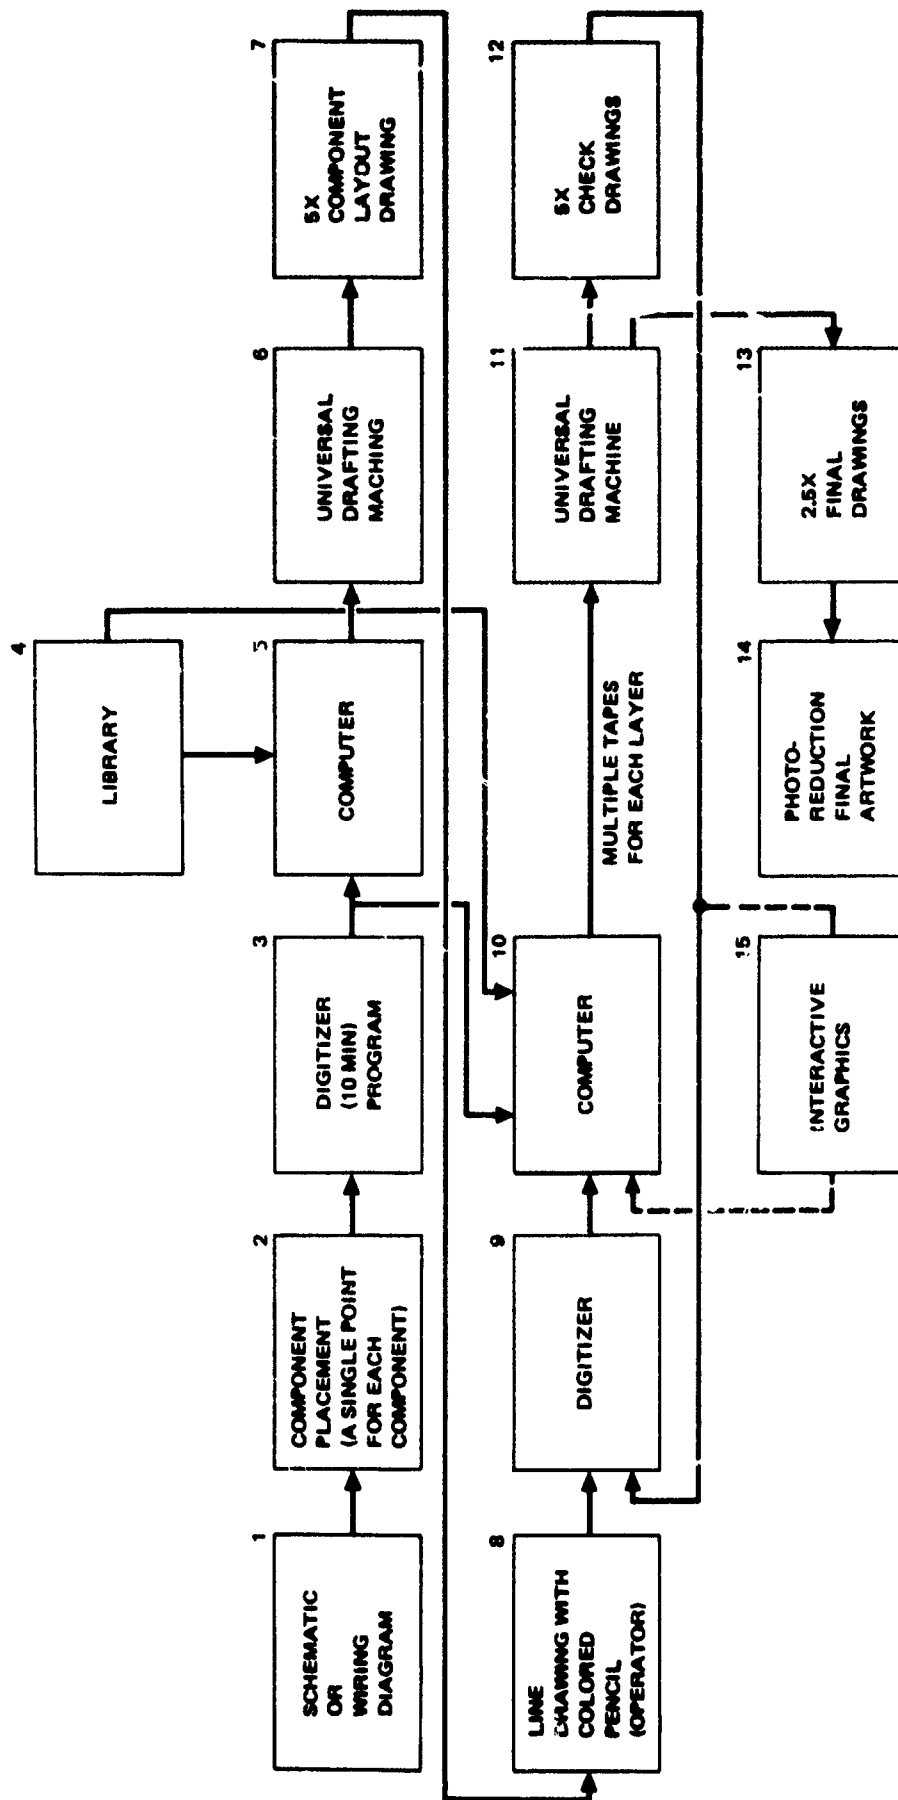 1
SCHEMATIC
OR
WIRING
DIAGRAM
2
COMPONENT
PLACEMENT
(A SINGLE POINT
FOR EACH
COMPONENT)
3
DIGITIZER
(10 MIN)
PROGRAM
4
LIBRARY
5
COMPUTER
6
UNIVERSAL
DRAFTING
MACHING
7
5X
COMPONENT
LAYOUT
DRAWING
8
LINE
DRAWING WITH
COLORED
PENCIL
(OPERATOR)
9
DIGITIZER
10
COMPUTER
MULTIPLE TAPES
FOR EACH LAYER
11
UNIVERSAL
DRAFTING
MACHINE
12
5X
CHECK
DRAWINGS
13
2.5X
FINAL
DRAWINGS
14
PHOTO-
REDUCTION
FINAL
ARTWORK
15
INTERACTIVE
GRAPHICS